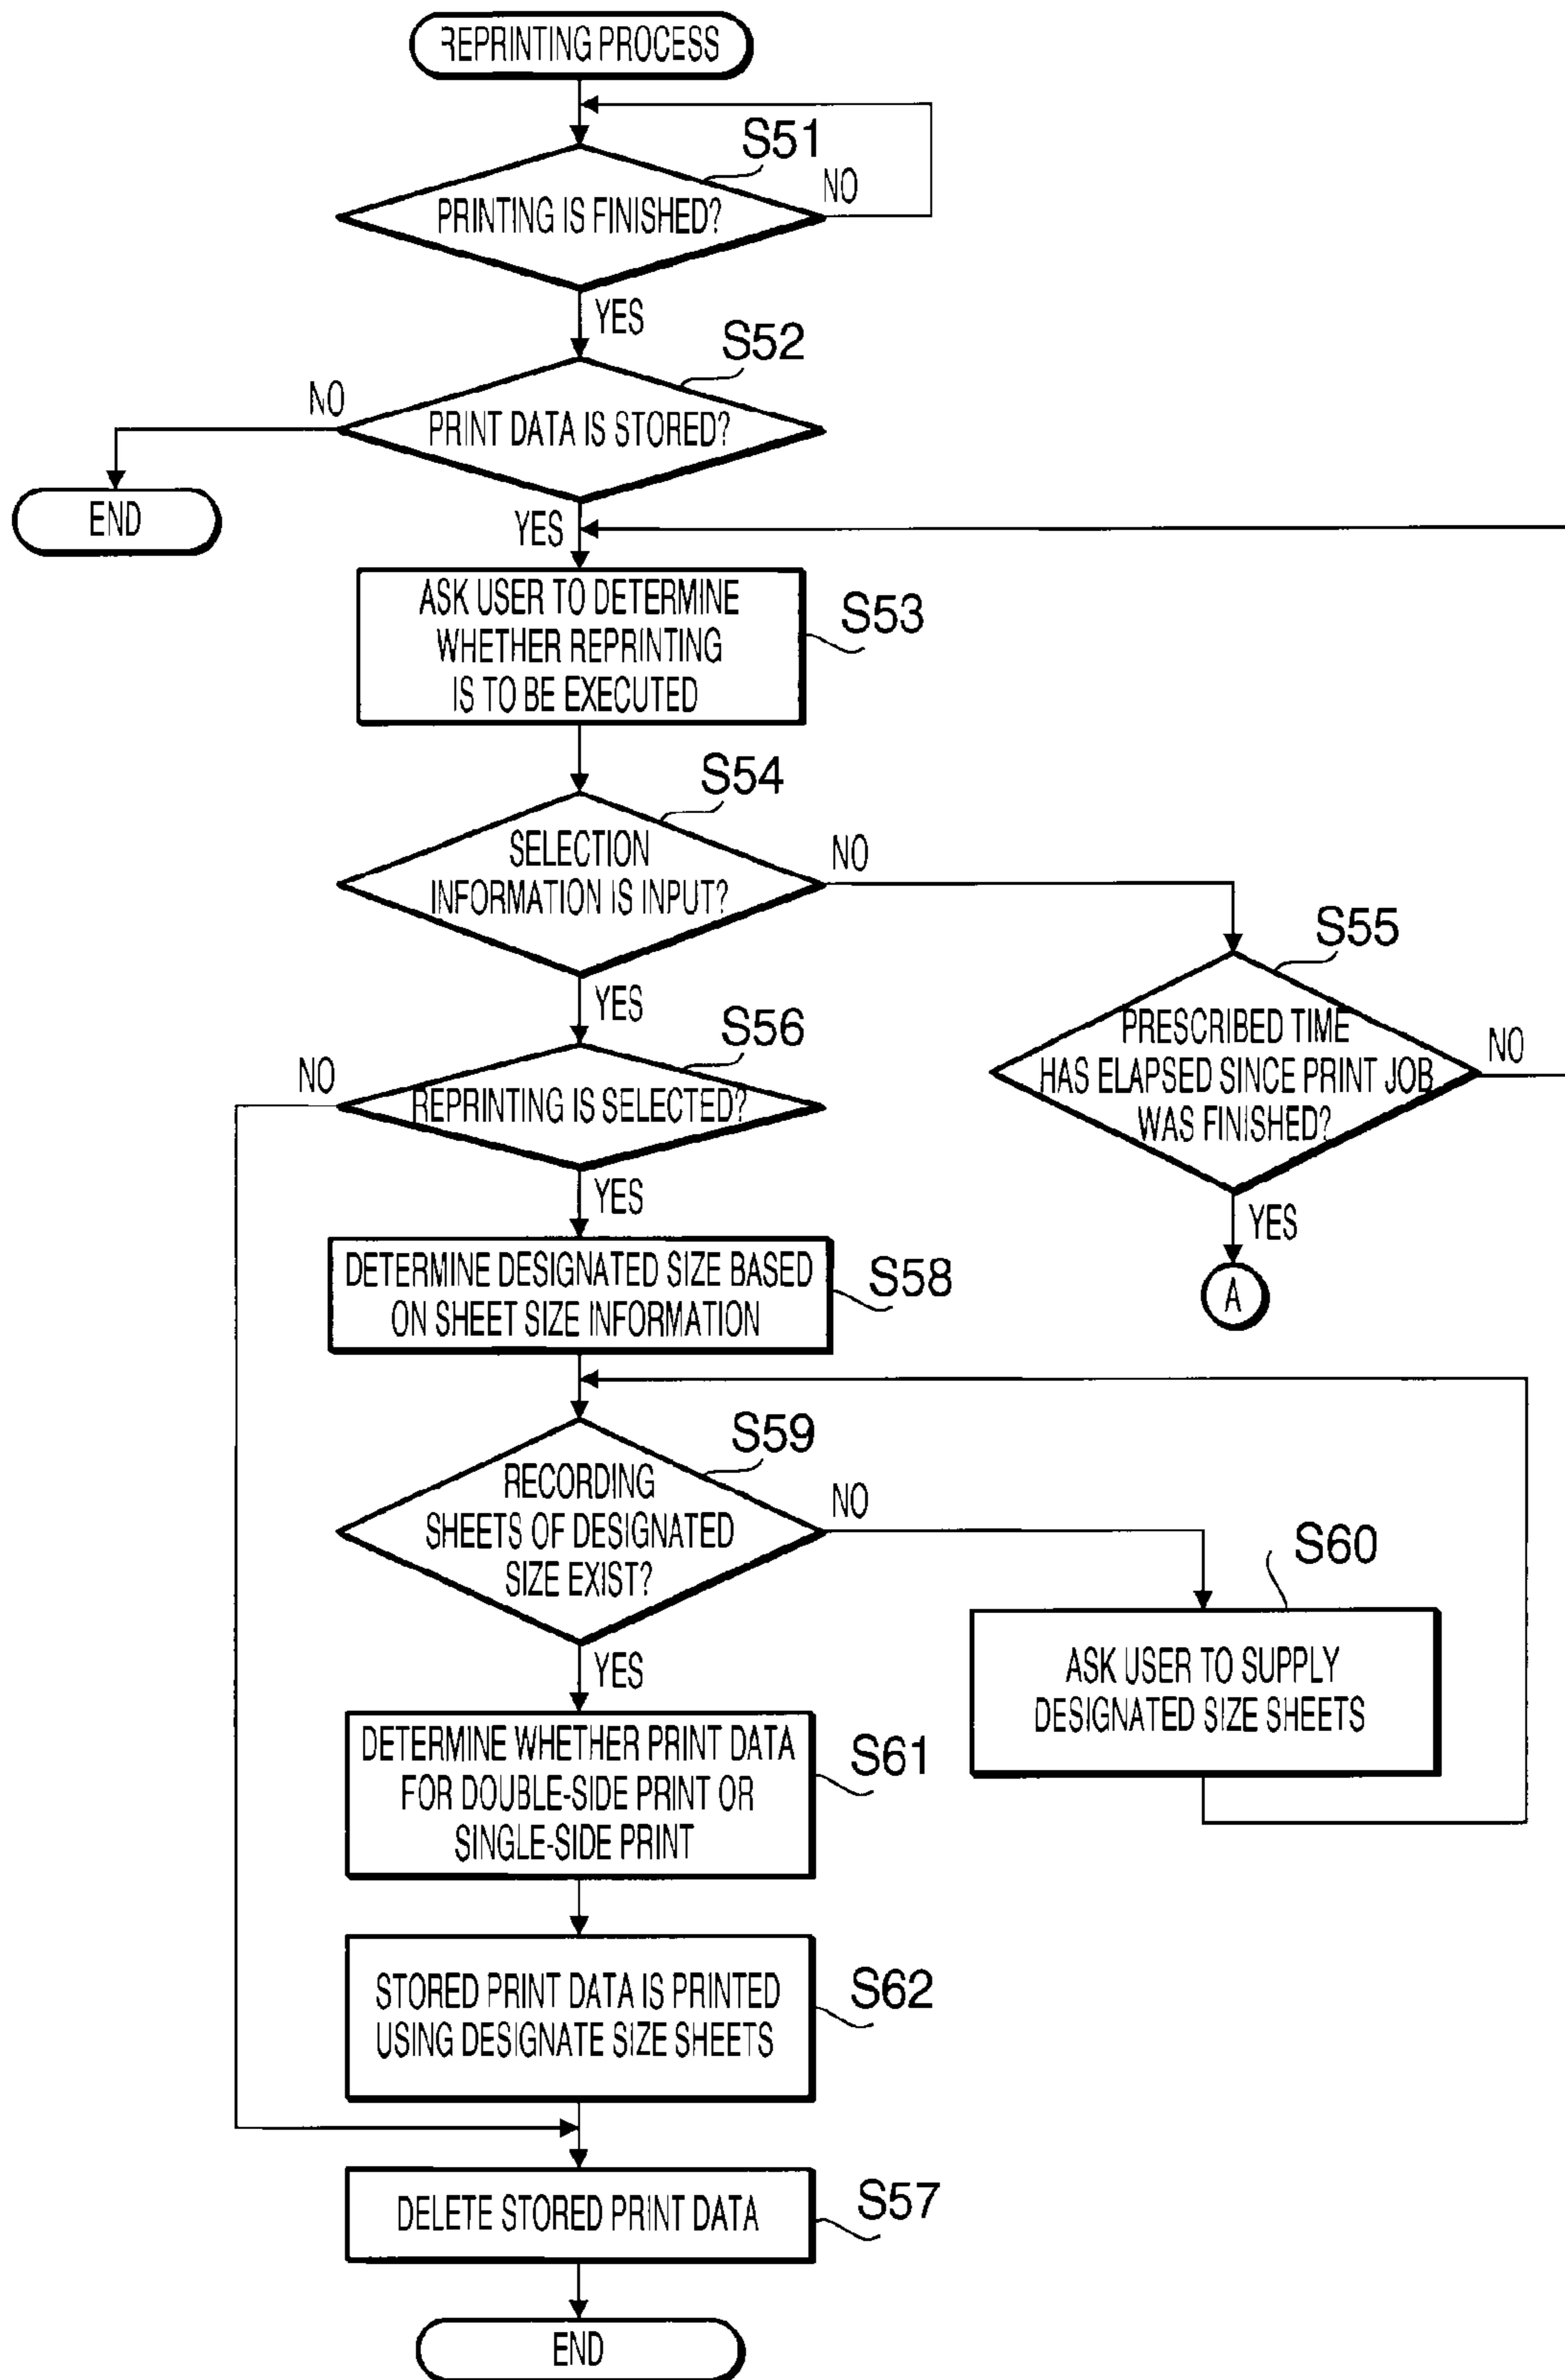 REPRINTING PROCESS
S51
PRINTING IS FINISHED?
NO
YES
S52
NO
PRINT DATA IS STORED?
END
YES
ASK USER TO DETERMINE
WHETHER REPRINTING
IS TO BE EXECUTED
S53
S54
SELECTION
INFORMATION IS INPUT?
NO
S55
PRESCRIBED TIME
HAS ELAPSED SINCE PRINT JOB
WAS FINISHED?
NO
YES
A
YES
S56
NO
REPRINTING IS SELECTED?
YES
DETERMINE DESIGNATED SIZE BASED
ON SHEET SIZE INFORMATION
S58
S59
RECORDING
SHEETS OF DESIGNATED
SIZE EXIST?
NO
S60
ASK USER TO SUPPLY
DESIGNATED SIZE SHEETS
YES
DETERMINE WHETHER PRINT DATA
FOR DOUBLE-SIDE PRINT OR
SINGLE-SIDE PRINT
S61
STORED PRINT DATA IS PRINTED
USING DESIGNATE SIZE SHEETS
S62
DELETE STORED PRINT DATA
S57
END